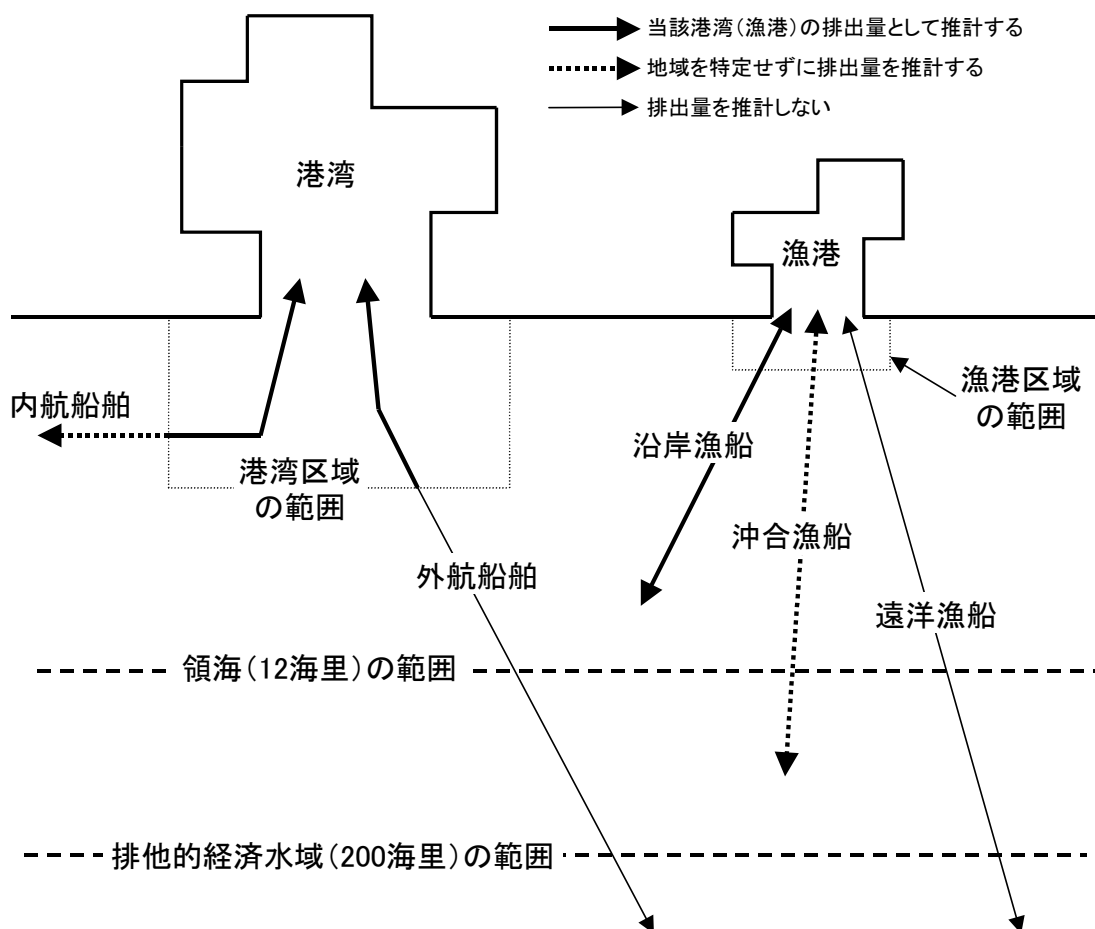 当該港湾(漁港)の排出量として推計する
地域を特定せずに排出量を推計する
排出量を推計しない
港湾
漁港
内航船舶
漁港区域
の範囲
沿岸漁船
港湾区域
の範囲
沖合漁船
外航船舶
遠洋漁船
領海(12海里)の範囲
排他的経済水域(200海里)の範囲